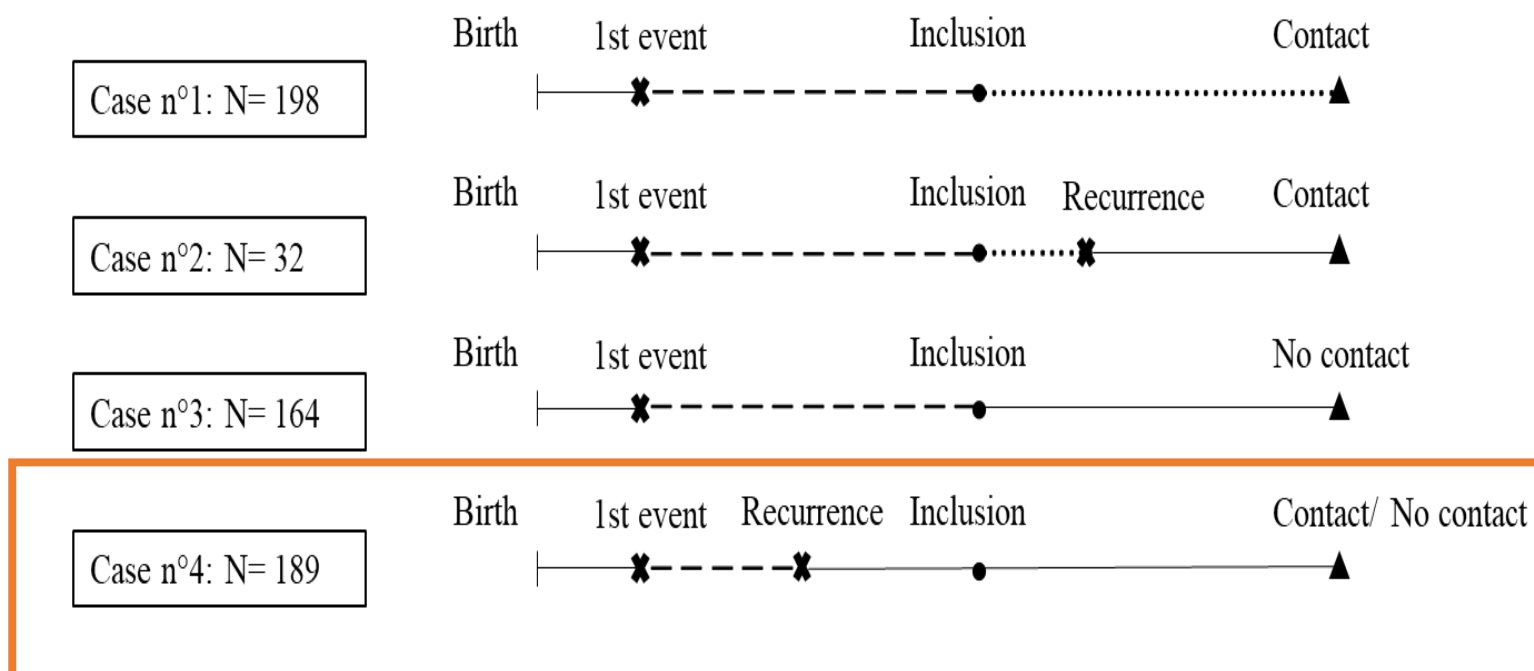 Birth 1st event Inclusion Contact
Case n°1: N= 198
Birth 1st event Inclusion Recurrence Contact
Case n°2: N= 32
Birth 1st event Inclusion No contact
Case n°3: N= 164
Birth 1st event Recurrence Inclusion Contact/ No contact
Case n°4: N= 189